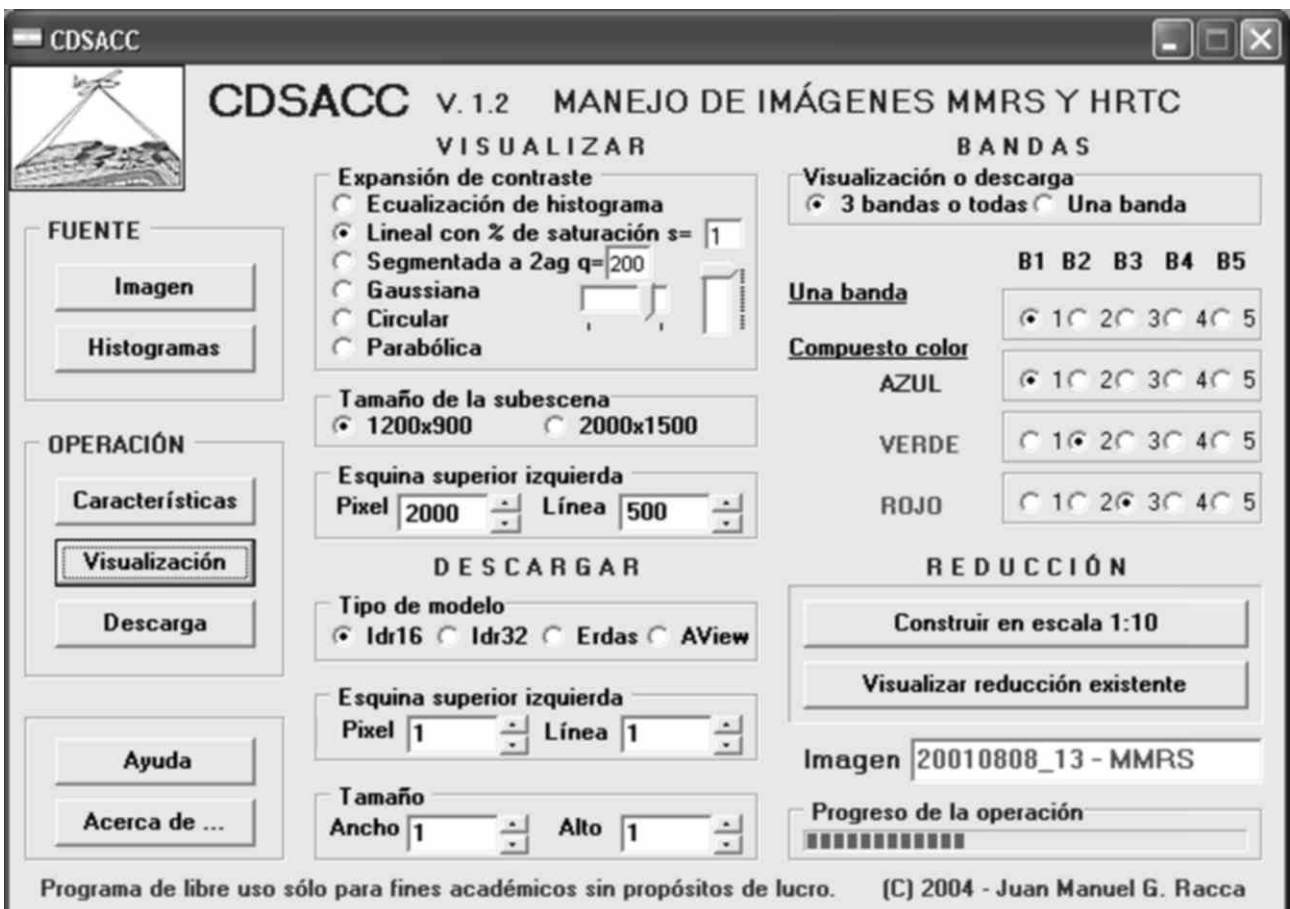 CDSACC
CDSACC V. 1.2 MANEJO DE IMÁGENES MMRS Y HRTC
FUENTE
Imagen
Histogramas
OPERACIÓN
Características
Visualización
Descarga
Ayuda
Acerca de ...
VISUALIZAR
Expansión de contraste
Ecualización de histograma
Lineal con % de saturación s= 1
Segmentada a 2ag q= 200
Gaussiana
Circular
Parabólica
Tamaño de la subescena
1200x900 2000x1500
Esquina superior izquierda
Pixel 2000 Línea 500
DESCARGAR
Tipo de modelo
Idr16 Idr32 Erdas AView
Esquina superior izquierda
Pixel 1 Línea 1
Tamaño
Ancho 1 Alto 1
BANDAS
Visualización o descarga
3 bandas o todas Una banda
B1 B2 B3 B4 B5
Una banda
1 2 3 4 5
Compuesto color
AZUL 1 2 3 4 5
VERDE 1 2 3 4 5
ROJO 1 2 3 4 5
REDUCCIÓN
Construir en escala 1:10
Visualizar reducción existente
Imagen 20010808_13 - MMRS
Progreso de la operación
Programa de libre uso sólo para fines académicos sin propósitos de lucro. (C) 2004 - Juan Manuel G. Racca